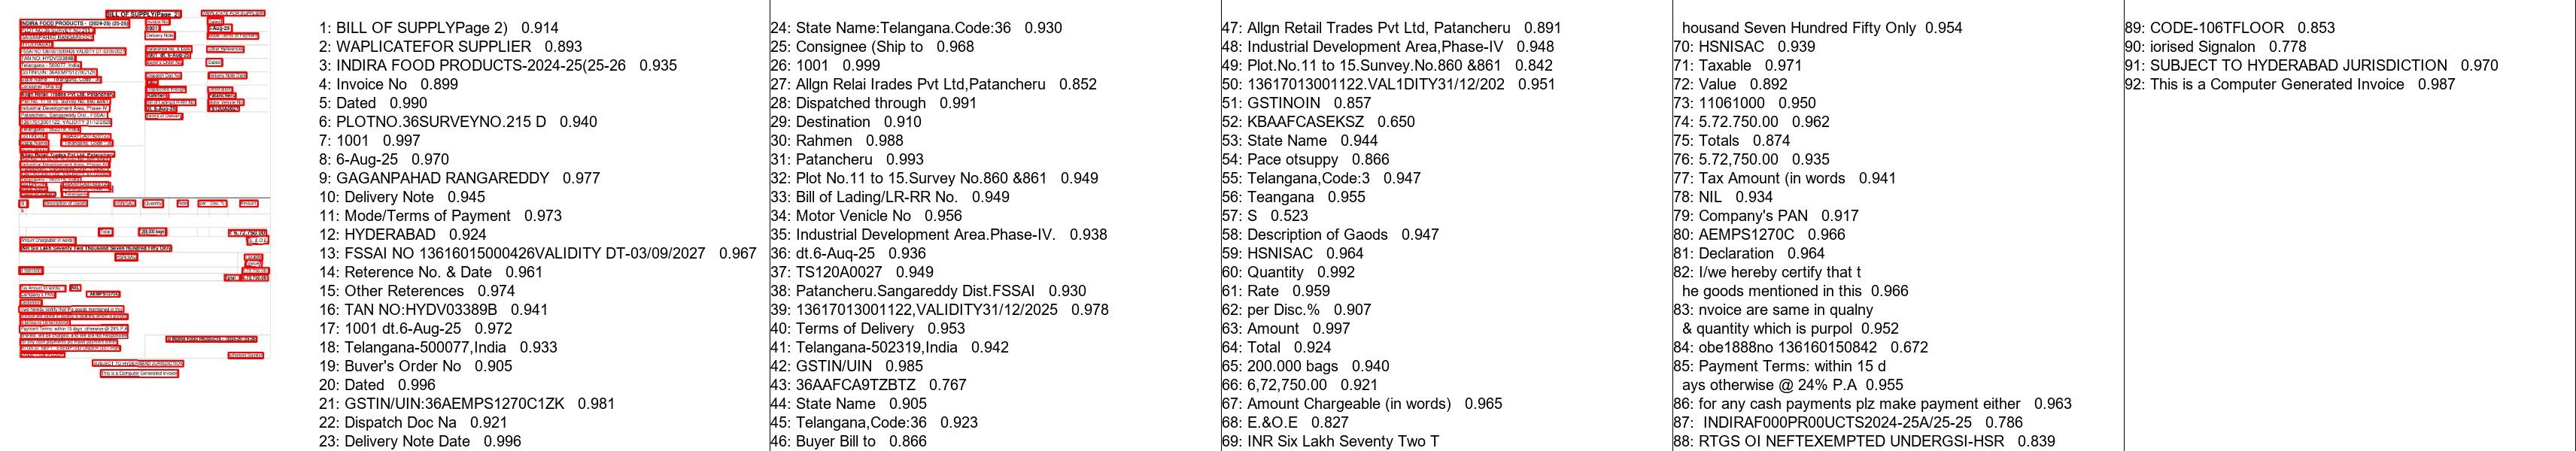 1: BILL OF SUPPLYPage 2) 0.914
2: WAPLICATEFOR SUPPLIER 0.893
3: INDIRA FOOD PRODUCTS-2024-25(25-26 0.935
4: Invoice No 0.899
5: Dated 0.990
6: PLOTNO.36SURVEYNO.215 D 0.940
7: 1001 0.997
8: 6-Aug-25 0.970
9: GAGANPAHAD RANGAREDDY 0.977
10: Delivery Note 0.945
11: Mode/Terms of Payment 0.973
12: HYDERABAD 0.924
13: FSSAI NO 13616015000426VALIDITY DT-03/09/2027 0.967
14: Reterence No. & Date 0.961
15: Other References 0.974
16: TAN NO:HYDV03389B 0.941
17: 1001 dt.6-Aug-25 0.972
18: Telangana-500077,India 0.933
19: Buyer's Order No 0.905
20: Dated 0.996
21: GSTIN/UIN:36AEMPS1270C1ZK 0.981
22: Dispatch Doc Na 0.921
23: Delivery Note Date 0.996
24: State Name:Telangana.Code:36 0.930
25: Consignee (Ship to 0.968
26: 1001 0.999
27: Allgn Relai Irades Pvt Ltd,Patancheru 0.852
28: Dispatched through 0.991
29: Destination 0.910
30: Rahmen 0.988
31: Patancheru 0.993
32: Plot No.11 to 15.Survey No.860 &861 0.949
33: Bill of Lading/LR-RR No. 0.949
34: Motor Venicle No 0.956
35: Industrial Development Area.Phase-IV. 0.938
36: dt.6-Auq-25 0.936
37: TS120A0027 0.949
38: Patancheru.Sangareddy Dist.FSSAI 0.930
39: 13617013001122,VALIDITY31/12/2025 0.978
40: Terms of Delivery 0.953
41: Telangana-502319,India 0.942
42: GSTIN/UIN 0.985
43: 36AAFCA9TZBTZ 0.767
44: State Name 0.905
45: Telangana,Code:36 0.923
46: Buyer Bill to 0.866
47: Allgn Retail Trades Pvt Ltd, Patancheru 0.891
48: Industrial Development Area,Phase-IV 0.948
49: Plot.No.11 to 15.Survey.No.860 &861 0.842
50: 13617013001122.VAL1DITY31/12/202 0.951
51: GSTINOIN 0.857
52: KBAAFCASEKSZ 0.650
53: State Name 0.944
54: Pace otsuppy 0.866
55: Telangana,Code:3 0.947
56: Teangana 0.955
57: S 0.523
58: Description of Gaods 0.947
59: HSNISAC 0.964
60: Quantity 0.992
61: Rate 0.959
62: per Disc.% 0.907
63: Amount 0.997
64: Total 0.924
65: 200.000 bags 0.940
66: 6,72,750.00 0.921
67: Amount Chargeable (in words) 0.965
68: E.&O.E 0.827
69: INR Six Lakh Seventy Two T
housand Seven Hundred Fifty Only 0.954
70: HSNISAC 0.939
71: Taxable 0.971
72: Value 0.892
73: 11061000 0.950
74: 5.72.750.00 0.962
75: Totals 0.874
76: 5.72,750.00 0.935
77: Tax Amount (in words 0.941
78: NIL 0.934
79: Company's PAN 0.917
80: AEMPS1270C 0.966
81: Declaration 0.964
82: I/we hereby certify that t
he goods mentioned in this 0.966
83: nvoice are same in qualny
& quantity which is purpol 0.952
84: obe1888no 136160150842 0.672
85: Payment Terms: within 15 d
ays otherwise @ 24% P.A 0.955
86: for any cash payments plz make payment either 0.963
87: INDIRAF000PR00UCTS2024-25A/25-25 0.786
88: RTGS OI NEFTEXEMPTED UNDERGSI-HSR 0.839
89: CODE-106TFLOOR 0.853
90: iorised Signalon 0.778
91: SUBJECT TO HYDERABAD JURISDICTION 0.970
92: This is a Computer Generated Invoice 0.987